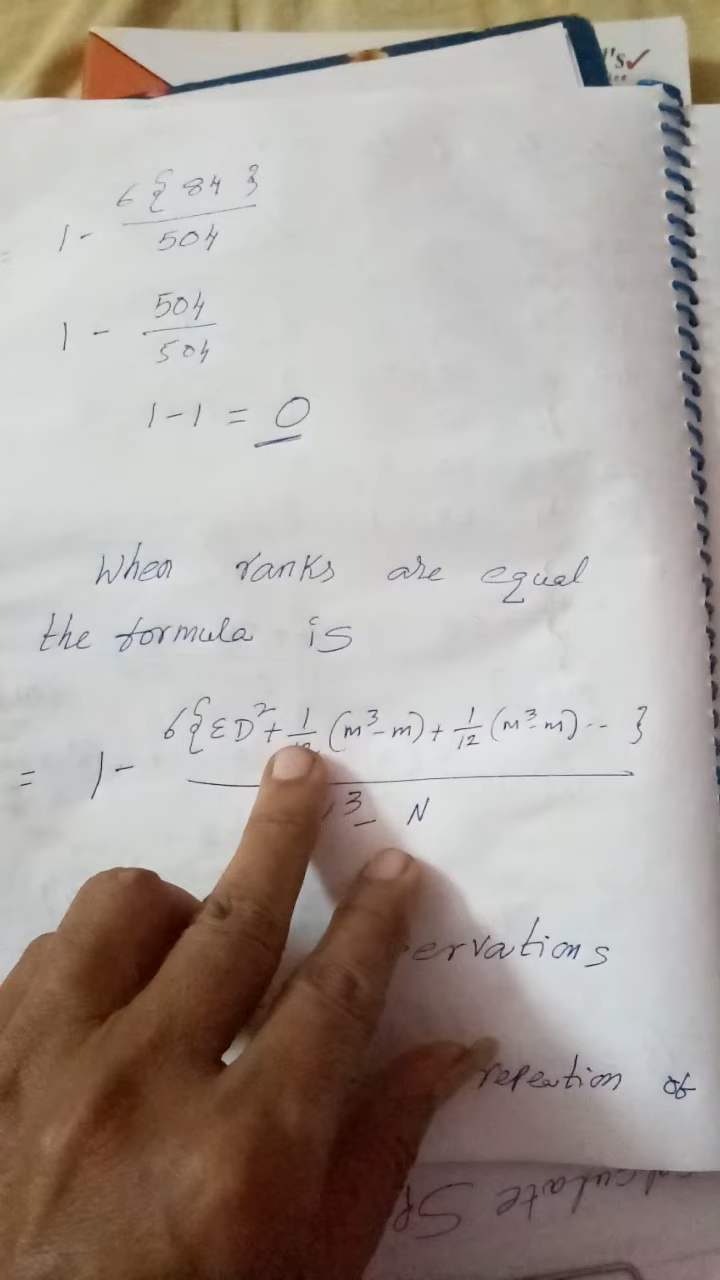 's✓
= 1 - 6 { 84 } / 504
1 - 504 / 504
1 - 1 = 0
When ranks are equal
the formula is
= 1 - 6 { ΣD² + 1/12 (m³ - m) + 1/12 (m³ - m) -- } / ³ - N
ervations
of